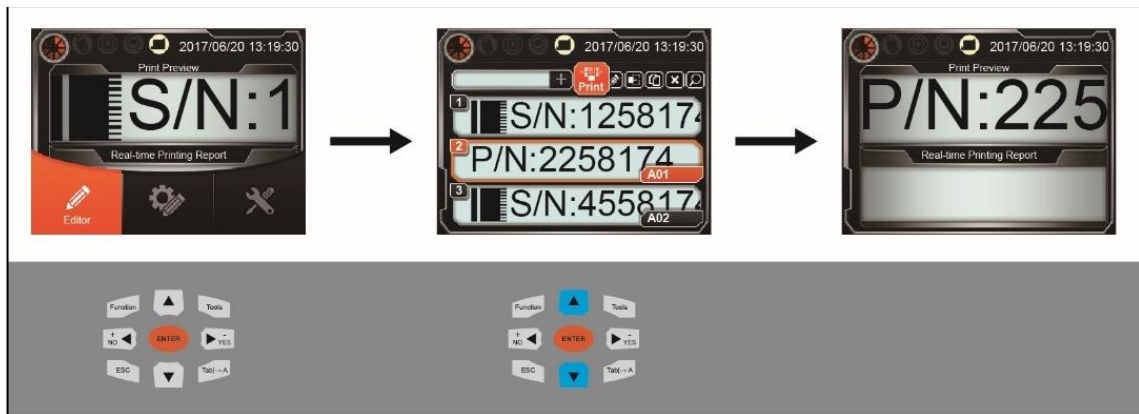 2017/06/20 13:19:30
Print Preview
S/N:1
Real-time Printing Report
Editor
2017/06/20 13:19:30
Print
1
S/N:1258174
2
P/N:2258174
A01
3
S/N:455817
A02
2017/06/20 13:19:30
Print Preview
P/N:225
Real-time Printing Report
Function
Tools
+
NO
ENTER
-
YES
ESC
Tab|→A
Function
Tools
+
NO
ENTER
-
YES
ESC
Tab|→A